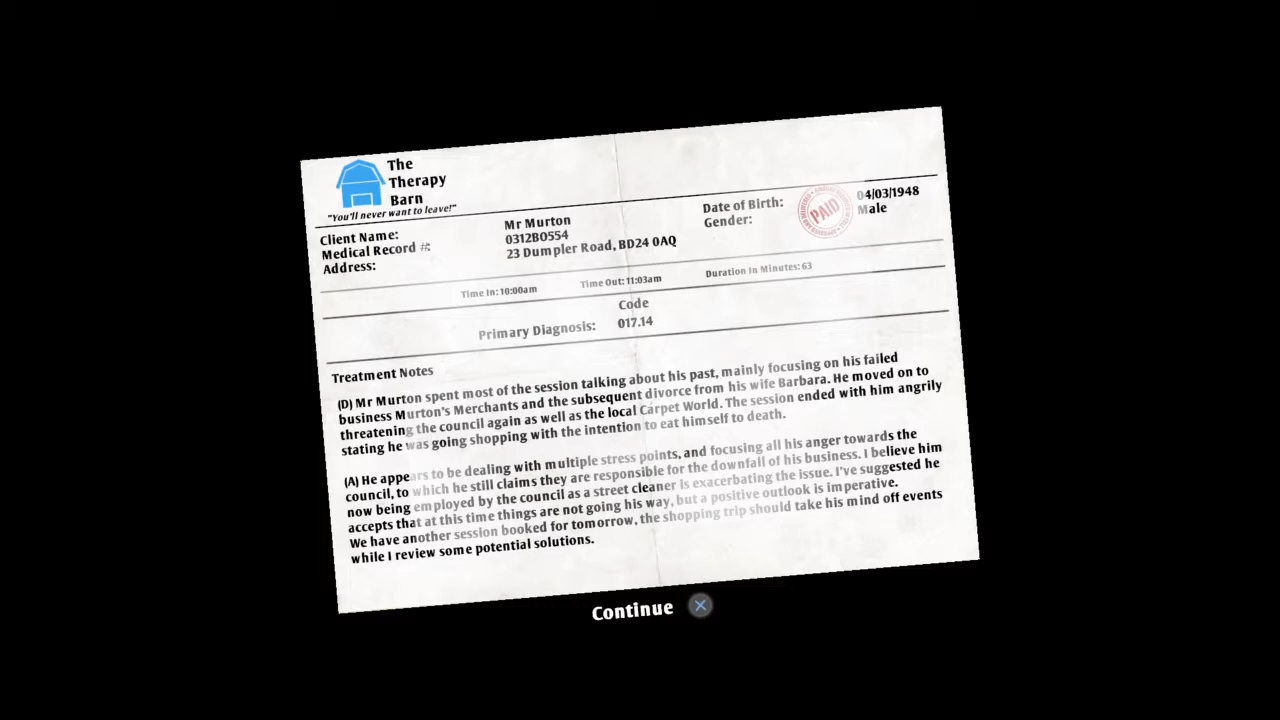 The
Therapy
Barn
"You'll never want to leave!"
Client Name: Mr Murton
Medical Record #: 0312B0554
Address: 23 Dumpler Road, BD24 0AQ
Date of Birth: 04/03/1948
Gender: Male
PAID
Time In: 10:00am Time Out: 11:03am Duration In Minutes: 63
Code
Primary Diagnosis: 017.14
Treatment Notes
(D) Mr Murton spent most of the session talking about his past, mainly focusing on his failed
business Murton's Merchants and the subsequent divorce from his wife Barbara. He moved on to
threatening the council again as well as the local Carpet World. The session ended with him angrily
stating he was going shopping with the intention to eat himself to death.
(A) He appears to be dealing with multiple stress points, and focusing all his anger towards the
council, to which he still claims they are responsible for the downfall of his business. I believe him
now being employed by the council as a street cleaner is exacerbating the issue. I've suggested he
accepts that at this time things are not going his way, but a positive outlook is imperative.
We have another session booked for tomorrow, the shopping trip should take his mind off events
while I review some potential solutions.
Continue